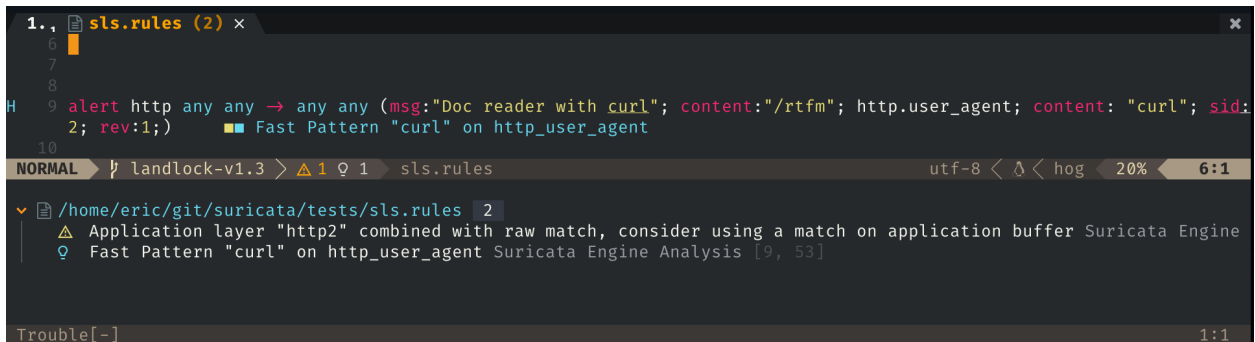 1., sls.rules (2) ×
6
7
8
H 9 alert http any any → any any (msg:"Doc reader with curl"; content:"/rtfm"; http.user_agent; content: "curl"; sid:
2; rev:1;) ■■ Fast Pattern "curl" on http_user_agent
10
NORMAL landlock-v1.3 1 1 sls.rules utf-8 hog 20% 6:1
/home/eric/git/suricata/tests/sls.rules 2
Application layer "http2" combined with raw match, consider using a match on application buffer Suricata Engine
Fast Pattern "curl" on http_user_agent Suricata Engine Analysis [9, 53]
Trouble[-] 1:1